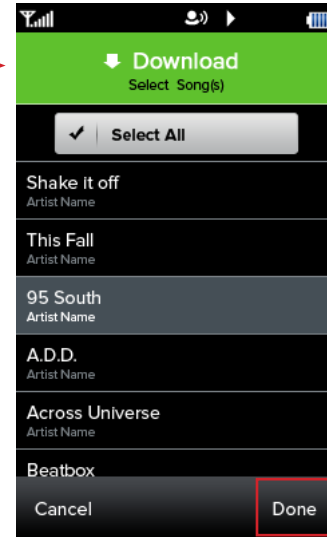 Download
Select Song(s)
Select All
Shake it off
Artist Name
This Fall
Artist Name
95 South
Artist Name
A.D.D.
Artist Name
Across Universe
Artist Name
Beatbox
Cancel Done